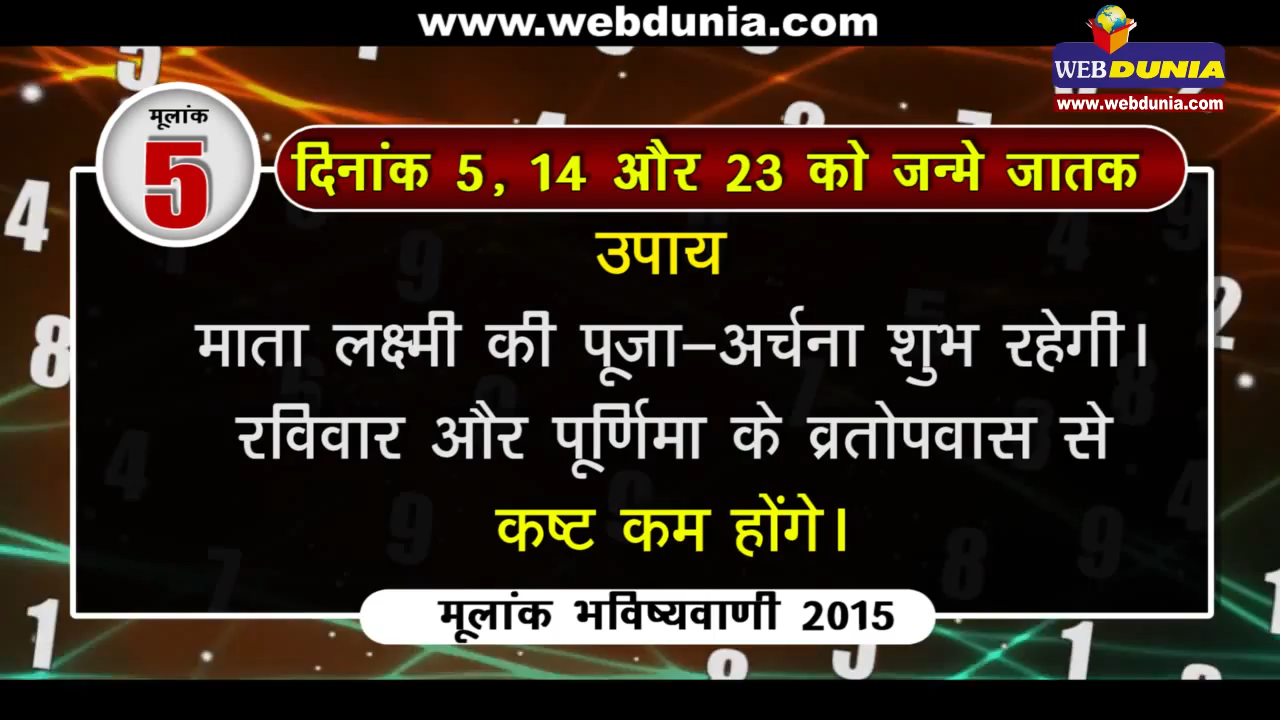 www.webdunia.com
WEBDUNIA
www.webdunia.com
मूलांक
5
दिनांक 5, 14 और 23 को जन्मे जातक
उपाय
माता लक्ष्मी की पूजा-अर्चना शुभ रहेगी।
रविवार और पूर्णिमा के व्रतोपवास से
कष्ट कम होंगे।
मूलांक भविष्यवाणी 2015